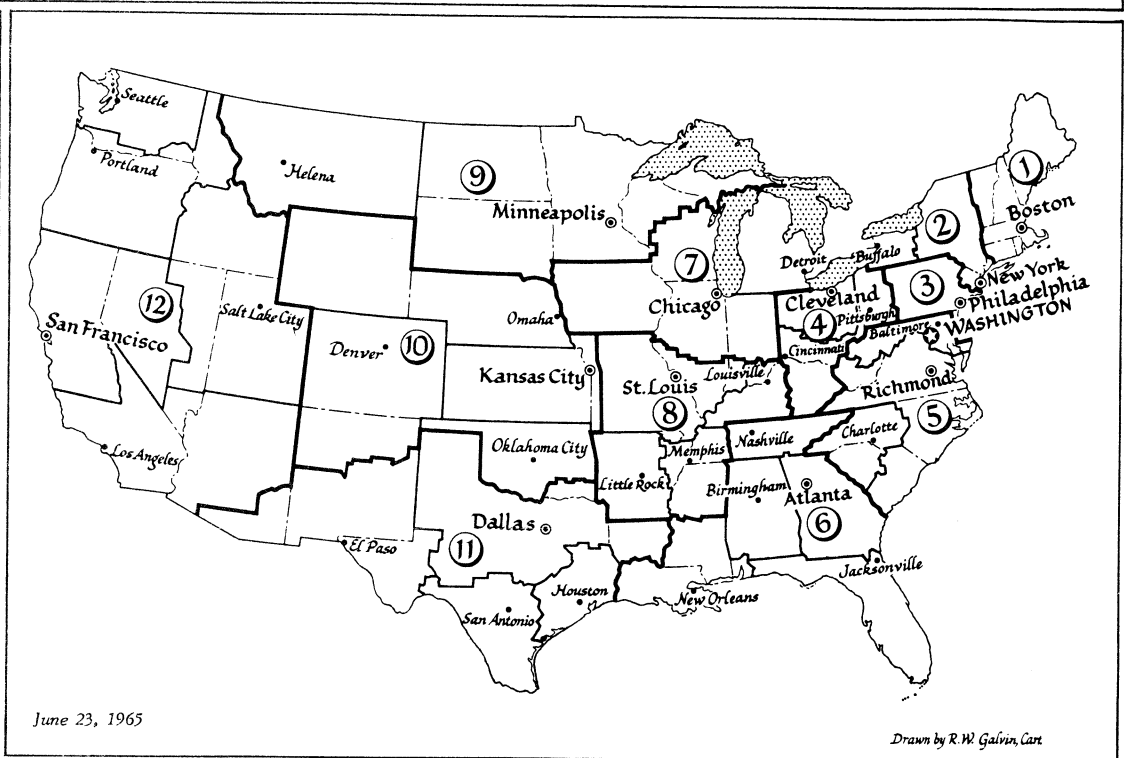 Seattle
Portland
Helena
9
Minneapolis
1
Boston
2
Buffalo
Detroit
7
Chicago
New York
3
Philadelphia
Cleveland
Pittsburgh
4
Baltimore
WASHINGTON
Cincinnati
12
San Francisco
Salt Lake City
Omaha
Denver
10
Kansas City
St. Louis
Louisville
8
Richmond
5
Los Angeles
Oklahoma City
Memphis
Nashville
Charlotte
Little Rock
Birmingham
Atlanta
6
Dallas
11
El Paso
Houston
San Antonio
New Orleans
Jacksonville
June 23, 1965
Drawn by R.W. Galvin, Cart.